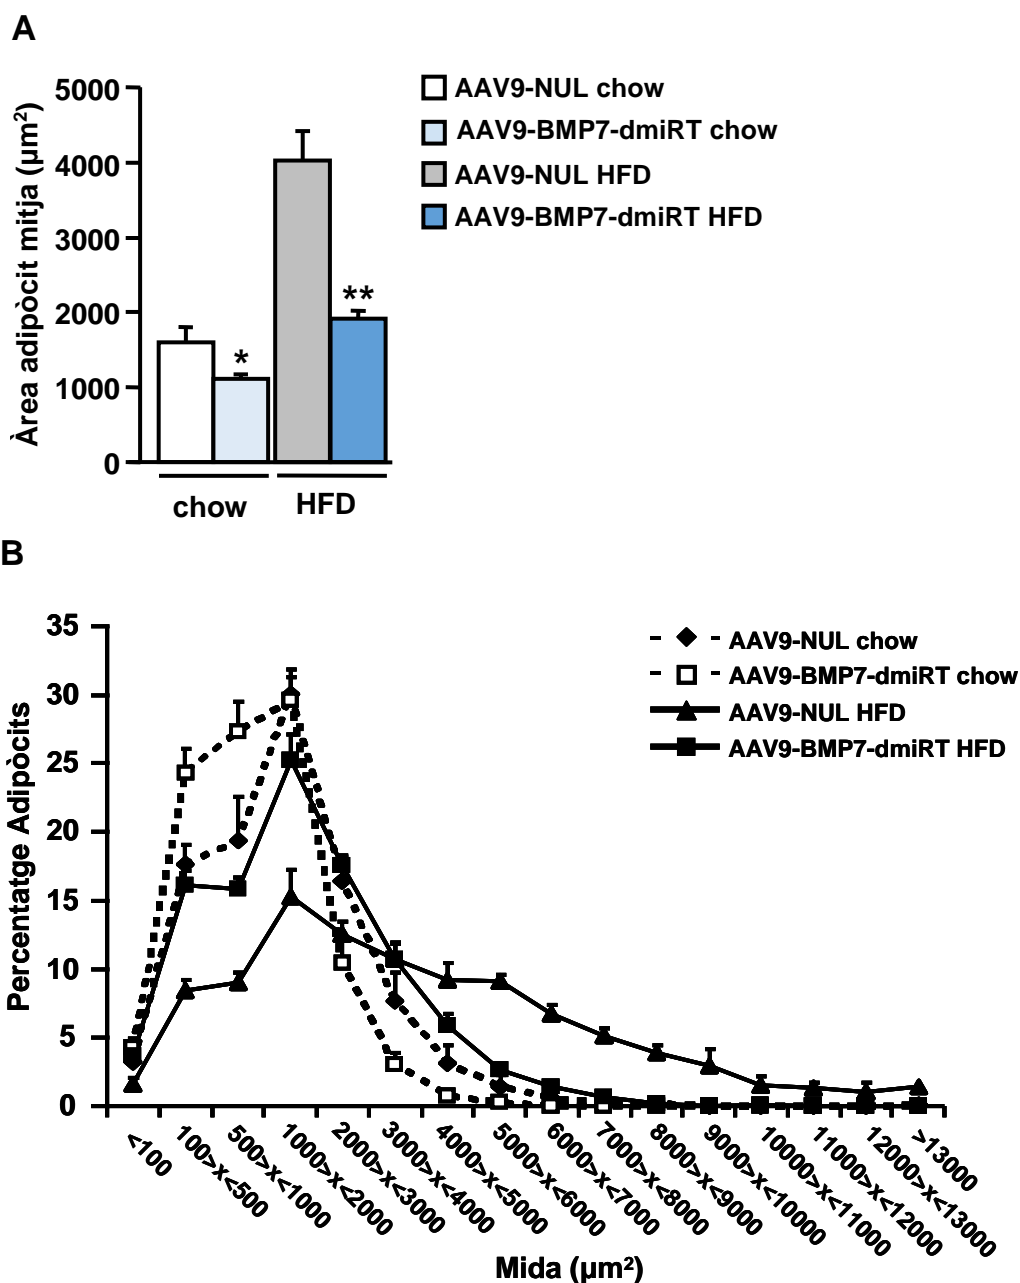 A
Àrea adipòcit mitja (µm²)
5000
4000
3000
2000
1000
0
*
**
chow
HFD
AAV9-NUL chow
AAV9-BMP7-dmiRT chow
AAV9-NUL HFD
AAV9-BMP7-dmiRT HFD
B
Percentatge Adipòcits
35
30
25
20
15
10
5
0
AAV9-NUL chow
AAV9-BMP7-dmiRT chow
AAV9-NUL HFD
AAV9-BMP7-dmiRT HFD
<100
100>x<500
500>x<1000
1000>x<2000
2000>x<3000
3000>x<4000
4000>x<5000
5000>x<6000
6000>x<7000
7000>x<8000
8000>x<9000
9000>x<10000
10000>x<11000
11000>x<12000
12000>x<13000
>13000
Mida (µm²)